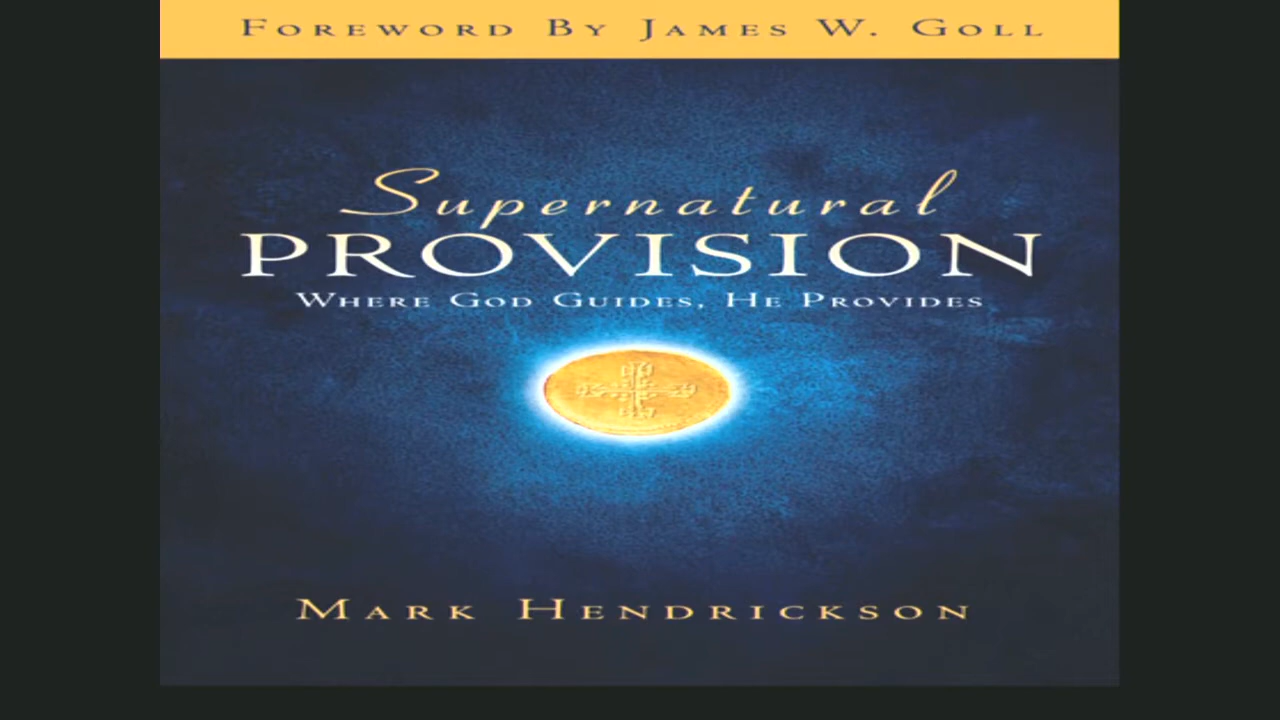 FOREWORD BY JAMES W. GOLL
Supernatural
PROVISION
WHERE GOD GUIDES, HE PROVIDES
MARK HENDRICKSON